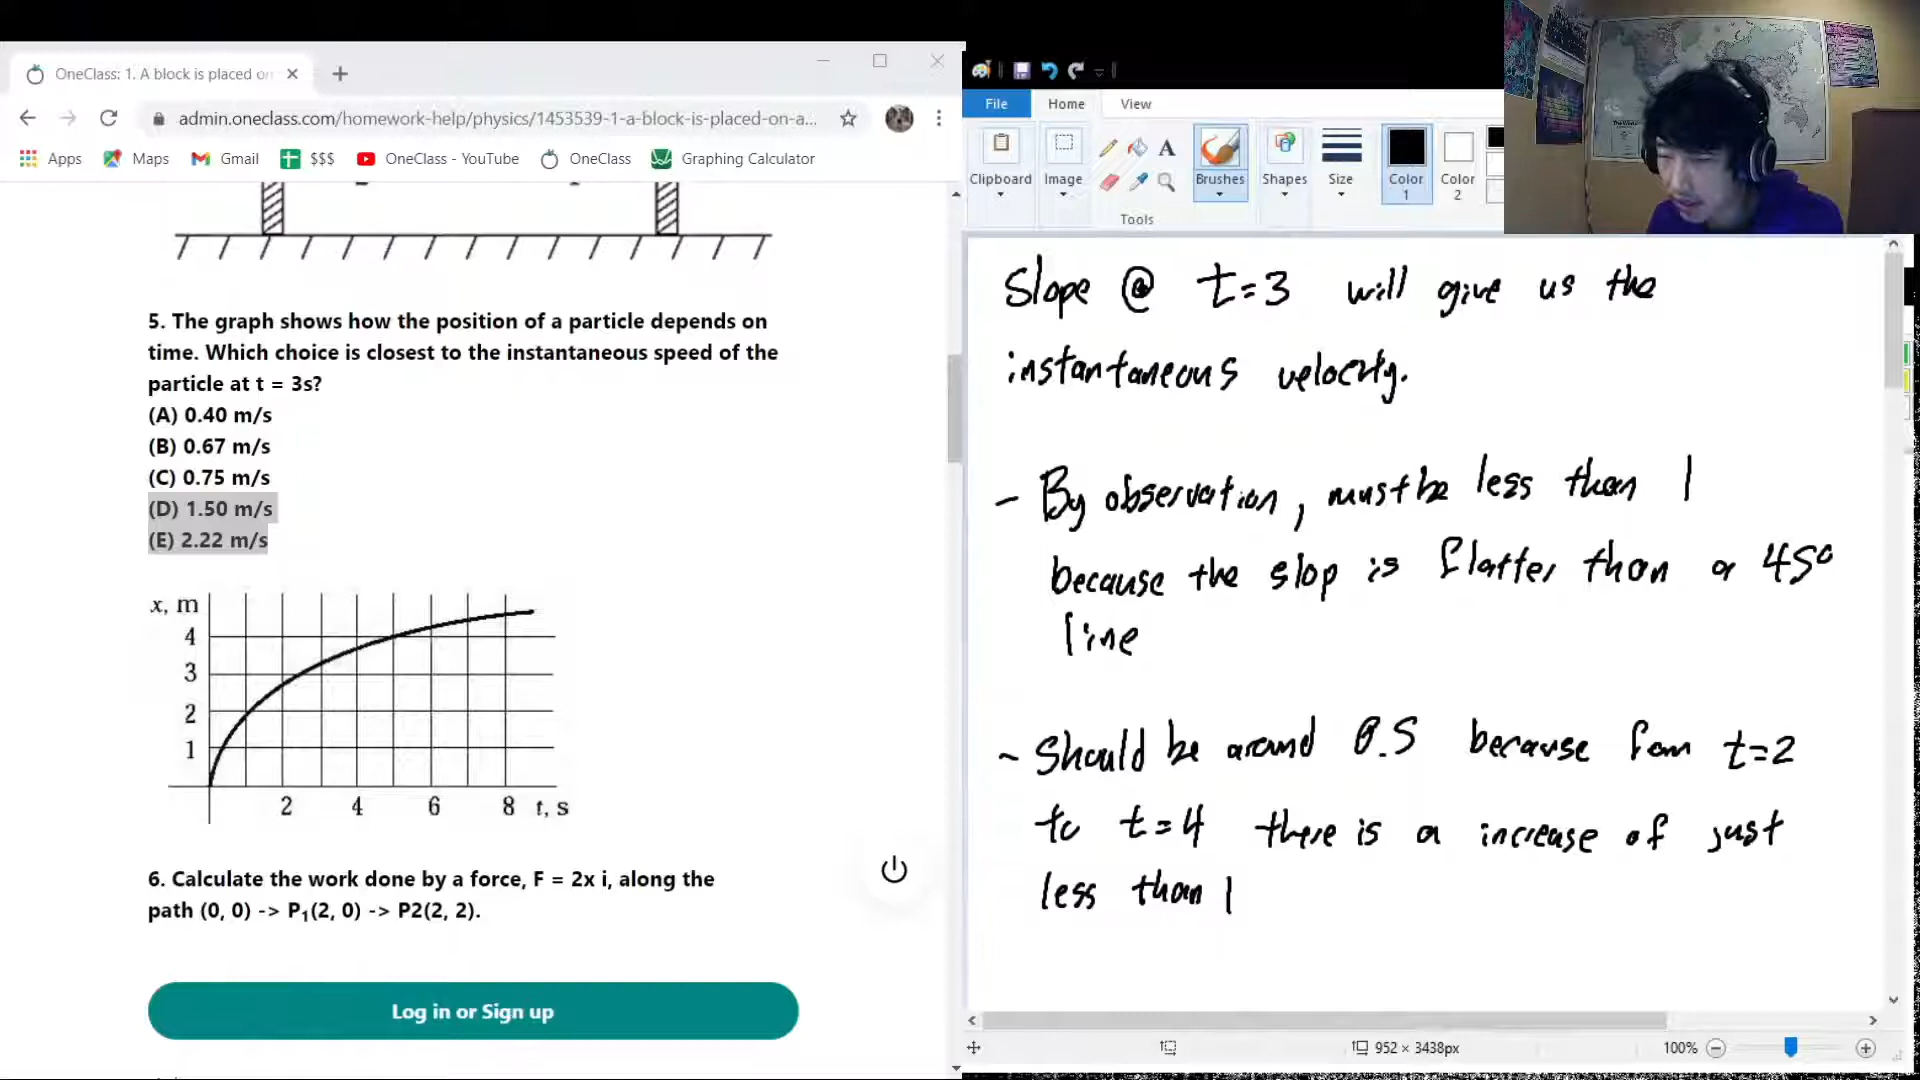 OneClass: 1. A block is placed on
admin.oneclass.com/homework-help/physics/1453539-1-a-block-is-placed-on-a...
Apps Maps Gmail $$$ OneClass - YouTube OneClass Graphing Calculator
5. The graph shows how the position of a particle depends on
time. Which choice is closest to the instantaneous speed of the
particle at t = 3s?
(A) 0.40 m/s
(B) 0.67 m/s
(C) 0.75 m/s
(D) 1.50 m/s
(E) 2.22 m/s
x, m
4
3
2
1
2 4 6 8 t, s
6. Calculate the work done by a force, F = 2x i, along the
path (0, 0) -> P1(2, 0) -> P2(2, 2).
Log in or Sign up
File Home View
Clipboard Image Brushes Shapes Size Color 1 Color 2
Tools
Slope @ t=3 will give us the
instantaneous velocity.
- By observation, must be less than 1
because the slop is flatter than a 45°
line
- Should be around 0.5 because from t=2
to t=4 there is a increase of just
less than 1
952 × 3438px
100%